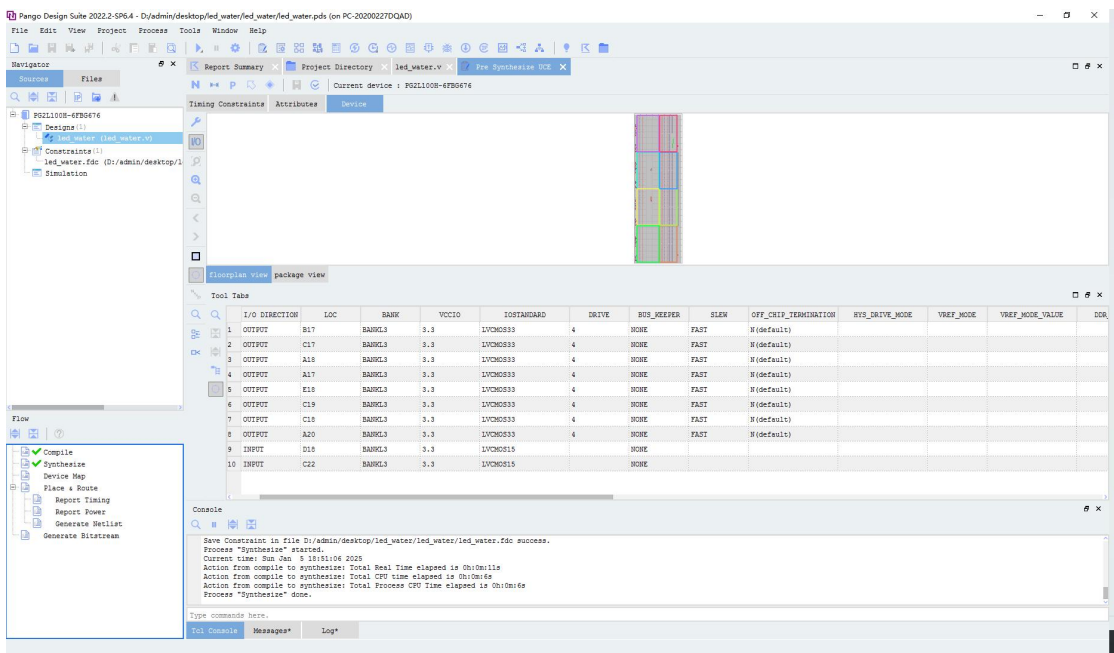 Pango Design Suite 2022.2-SP6.4 - D:/admin/desktop/led_water/led_water/led_water.pds (on PC-20200227DQAD)
File Edit View Project Process Tools Window Help
Navigator
Report Summary Project Directory led_water.v Pre Synthesize UCE
Sources Files
Current device : PG2L100H-6FBG676
Timing Constraints Attributes Device
PG2L100H-6FBG676
Designs(1)
led_water (led_water.v)
Constraints(1)
led_water.fdc (D:/admin/desktop/l
Simulation
floorplan view package view
Tool Tabs
I/O DIRECTION LOC BANK VCCIO IOSTANDARD DRIVE BUS_KEEPER SLEW OFF_CHIP_TERMINATION HYS_DRIVE_MODE VREF_MODE VREF_MODE_VALUE DDR_
1 OUTPUT B17 BANKL3 3.3 LVCMOS33 4 NONE FAST N(default)
2 OUTPUT C17 BANKL3 3.3 LVCMOS33 4 NONE FAST N(default)
3 OUTPUT A18 BANKL3 3.3 LVCMOS33 4 NONE FAST N(default)
4 OUTPUT A17 BANKL3 3.3 LVCMOS33 4 NONE FAST N(default)
5 OUTPUT E18 BANKL3 3.3 LVCMOS33 4 NONE FAST N(default)
6 OUTPUT C19 BANKL3 3.3 LVCMOS33 4 NONE FAST N(default)
7 OUTPUT C18 BANKL3 3.3 LVCMOS33 4 NONE FAST N(default)
8 OUTPUT A20 BANKL3 3.3 LVCMOS33 4 NONE FAST N(default)
9 INPUT D18 BANKL3 3.3 LVCMOS15 NONE
10 INPUT C22 BANKL3 3.3 LVCMOS15 NONE
Flow
Compile
Synthesize
Device Map
Place & Route
Report Timing
Report Power
Generate Netlist
Generate Bitstream
Console
Save Constraint in file D:/admin/desktop/led_water/led_water/led_water.fdc success.
Process "Synthesize" started.
Current time: Sun Jan 5 18:51:06 2025
Action from compile to synthesize: Total Real Time elapsed is 0h:0m:11s
Action from compile to synthesize: Total CPU time elapsed is 0h:0m:6s
Action from compile to synthesize: Total Process CPU Time elapsed is 0h:0m:6s
Process "Synthesize" done.
Type commands here.
Tcl Console Messages* Log*